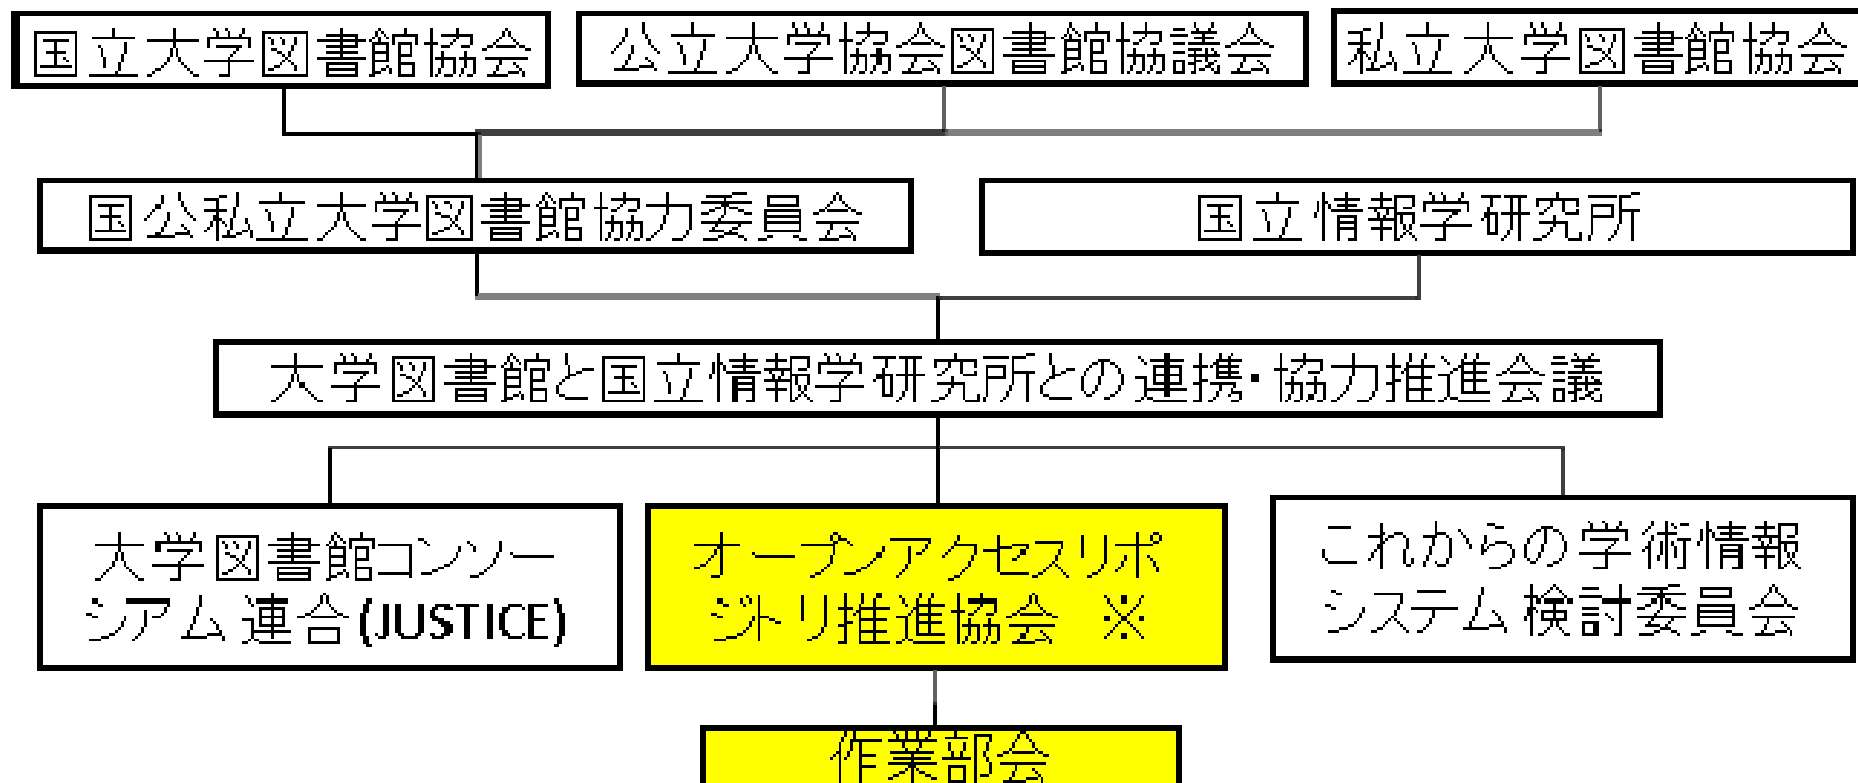 国立大学図書館協会
公立大学協会図書館協議会
私立大学図書館協会
国公私立大学図書館協力委員会
国立情報学研究所
大学図書館と国立情報学研究所との連携・協力推進会議
大学図書館コンソー
シアム連合(JUSTICE)
オープンアクセスリポ
ジトリ推進協会 ※
これからの学術情報
システム検討委員会
作業部会